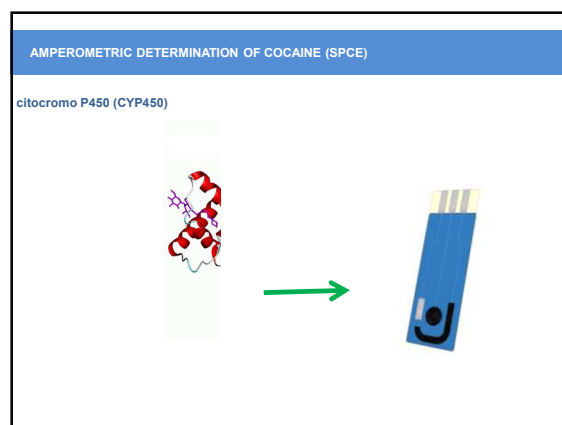 AMPEROMETRIC DETERMINATION OF COCAINE (SPCE)
citocromo P450 (CYP450)